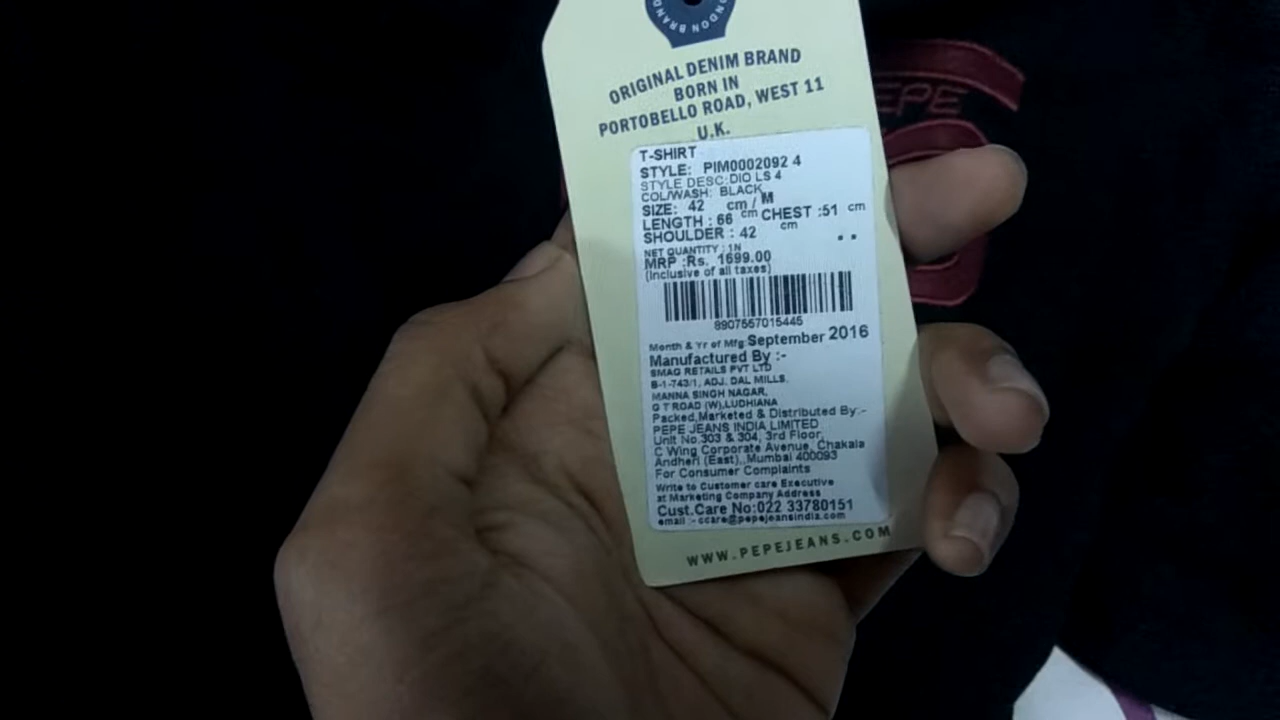 LONDON BRAND
ORIGINAL DENIM BRAND
BORN IN
PORTOBELLO ROAD, WEST 11
U.K.
PEPE
T-SHIRT
STYLE: PIM0002092 4
STYLE DESC:DIO LS 4
COL/WASH: BLACK
SIZE: 42 cm / M
LENGTH : 66 cm CHEST :51 cm
SHOULDER : 42 cm
NET QUANTITY : 1N
MRP :Rs. 1699.00
(Inclusive of all taxes)
8907557015445
Month & Yr of Mfg:September 2016
Manufactured By :-
SMAG RETAILS PVT LTD
B-1-743/1, ADJ. DAL MILLS,
MANNA SINGH NAGAR,
G T ROAD (W),LUDHIANA
Packed,Marketed & Distributed By:-
PEPE JEANS INDIA LIMITED
Unit No.303 & 304, 3rd Floor,
C Wing Corporate Avenue, Chakala
Andheri (East), Mumbai 400093
For Consumer Complaints
Write to Customer care Executive
at Marketing Company Address
Cust.Care No:022 33780151
email :- ccare@pepejeansindia.com
WWW.PEPEJEANS.COM